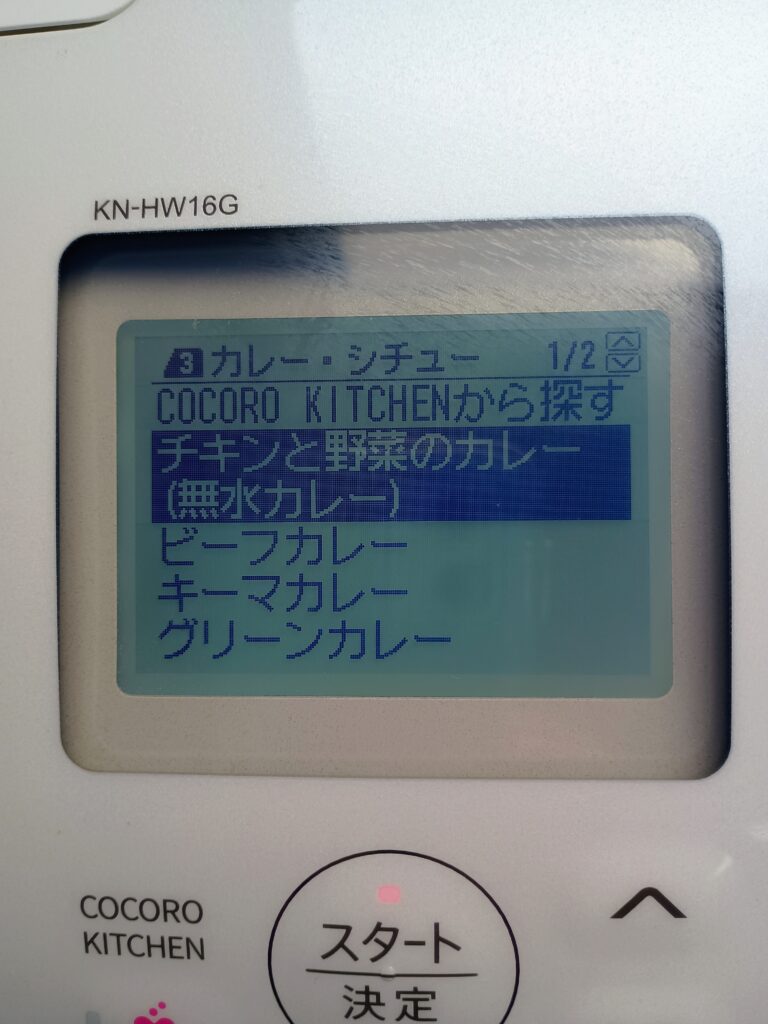 KN-HW16G
3 カレー・シチュー 1/2
COCORO KITCHENから探す
チキンと野菜のカレー
(無水カレー)
ビーフカレー
キーマカレー
グリーンカレー
COCORO
KITCHEN
スタート
決定